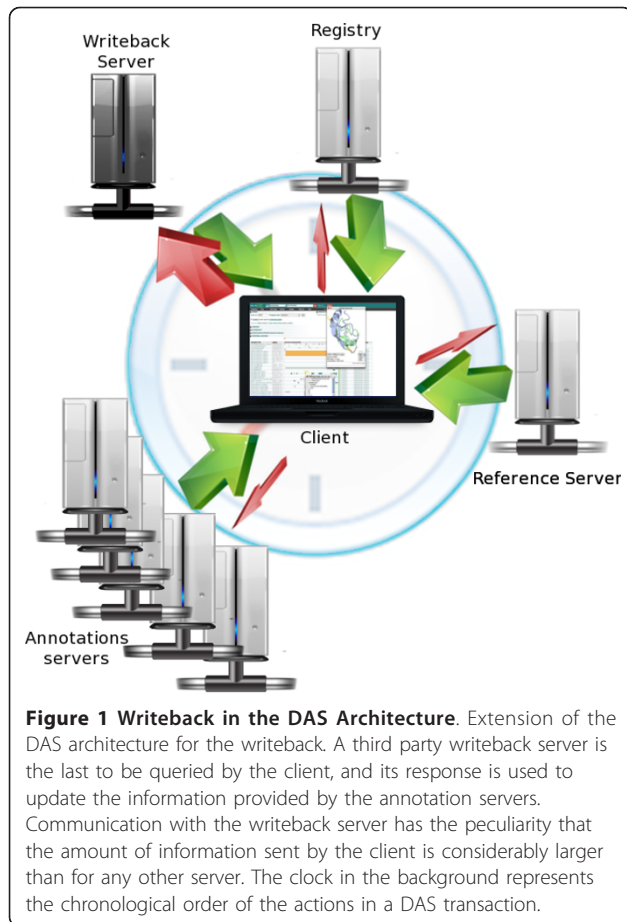 Writeback
Server
Registry
Client
Reference Server
Annotations
servers
Figure 1 Writeback in the DAS Architecture. Extension of the
DAS architecture for the writeback. A third party writeback server is
the last to be queried by the client, and its response is used to
update the information provided by the annotation servers.
Communication with the writeback server has the peculiarity that
the amount of information sent by the client is considerably larger
than for any other server. The clock in the background represents
the chronological order of the actions in a DAS transaction.